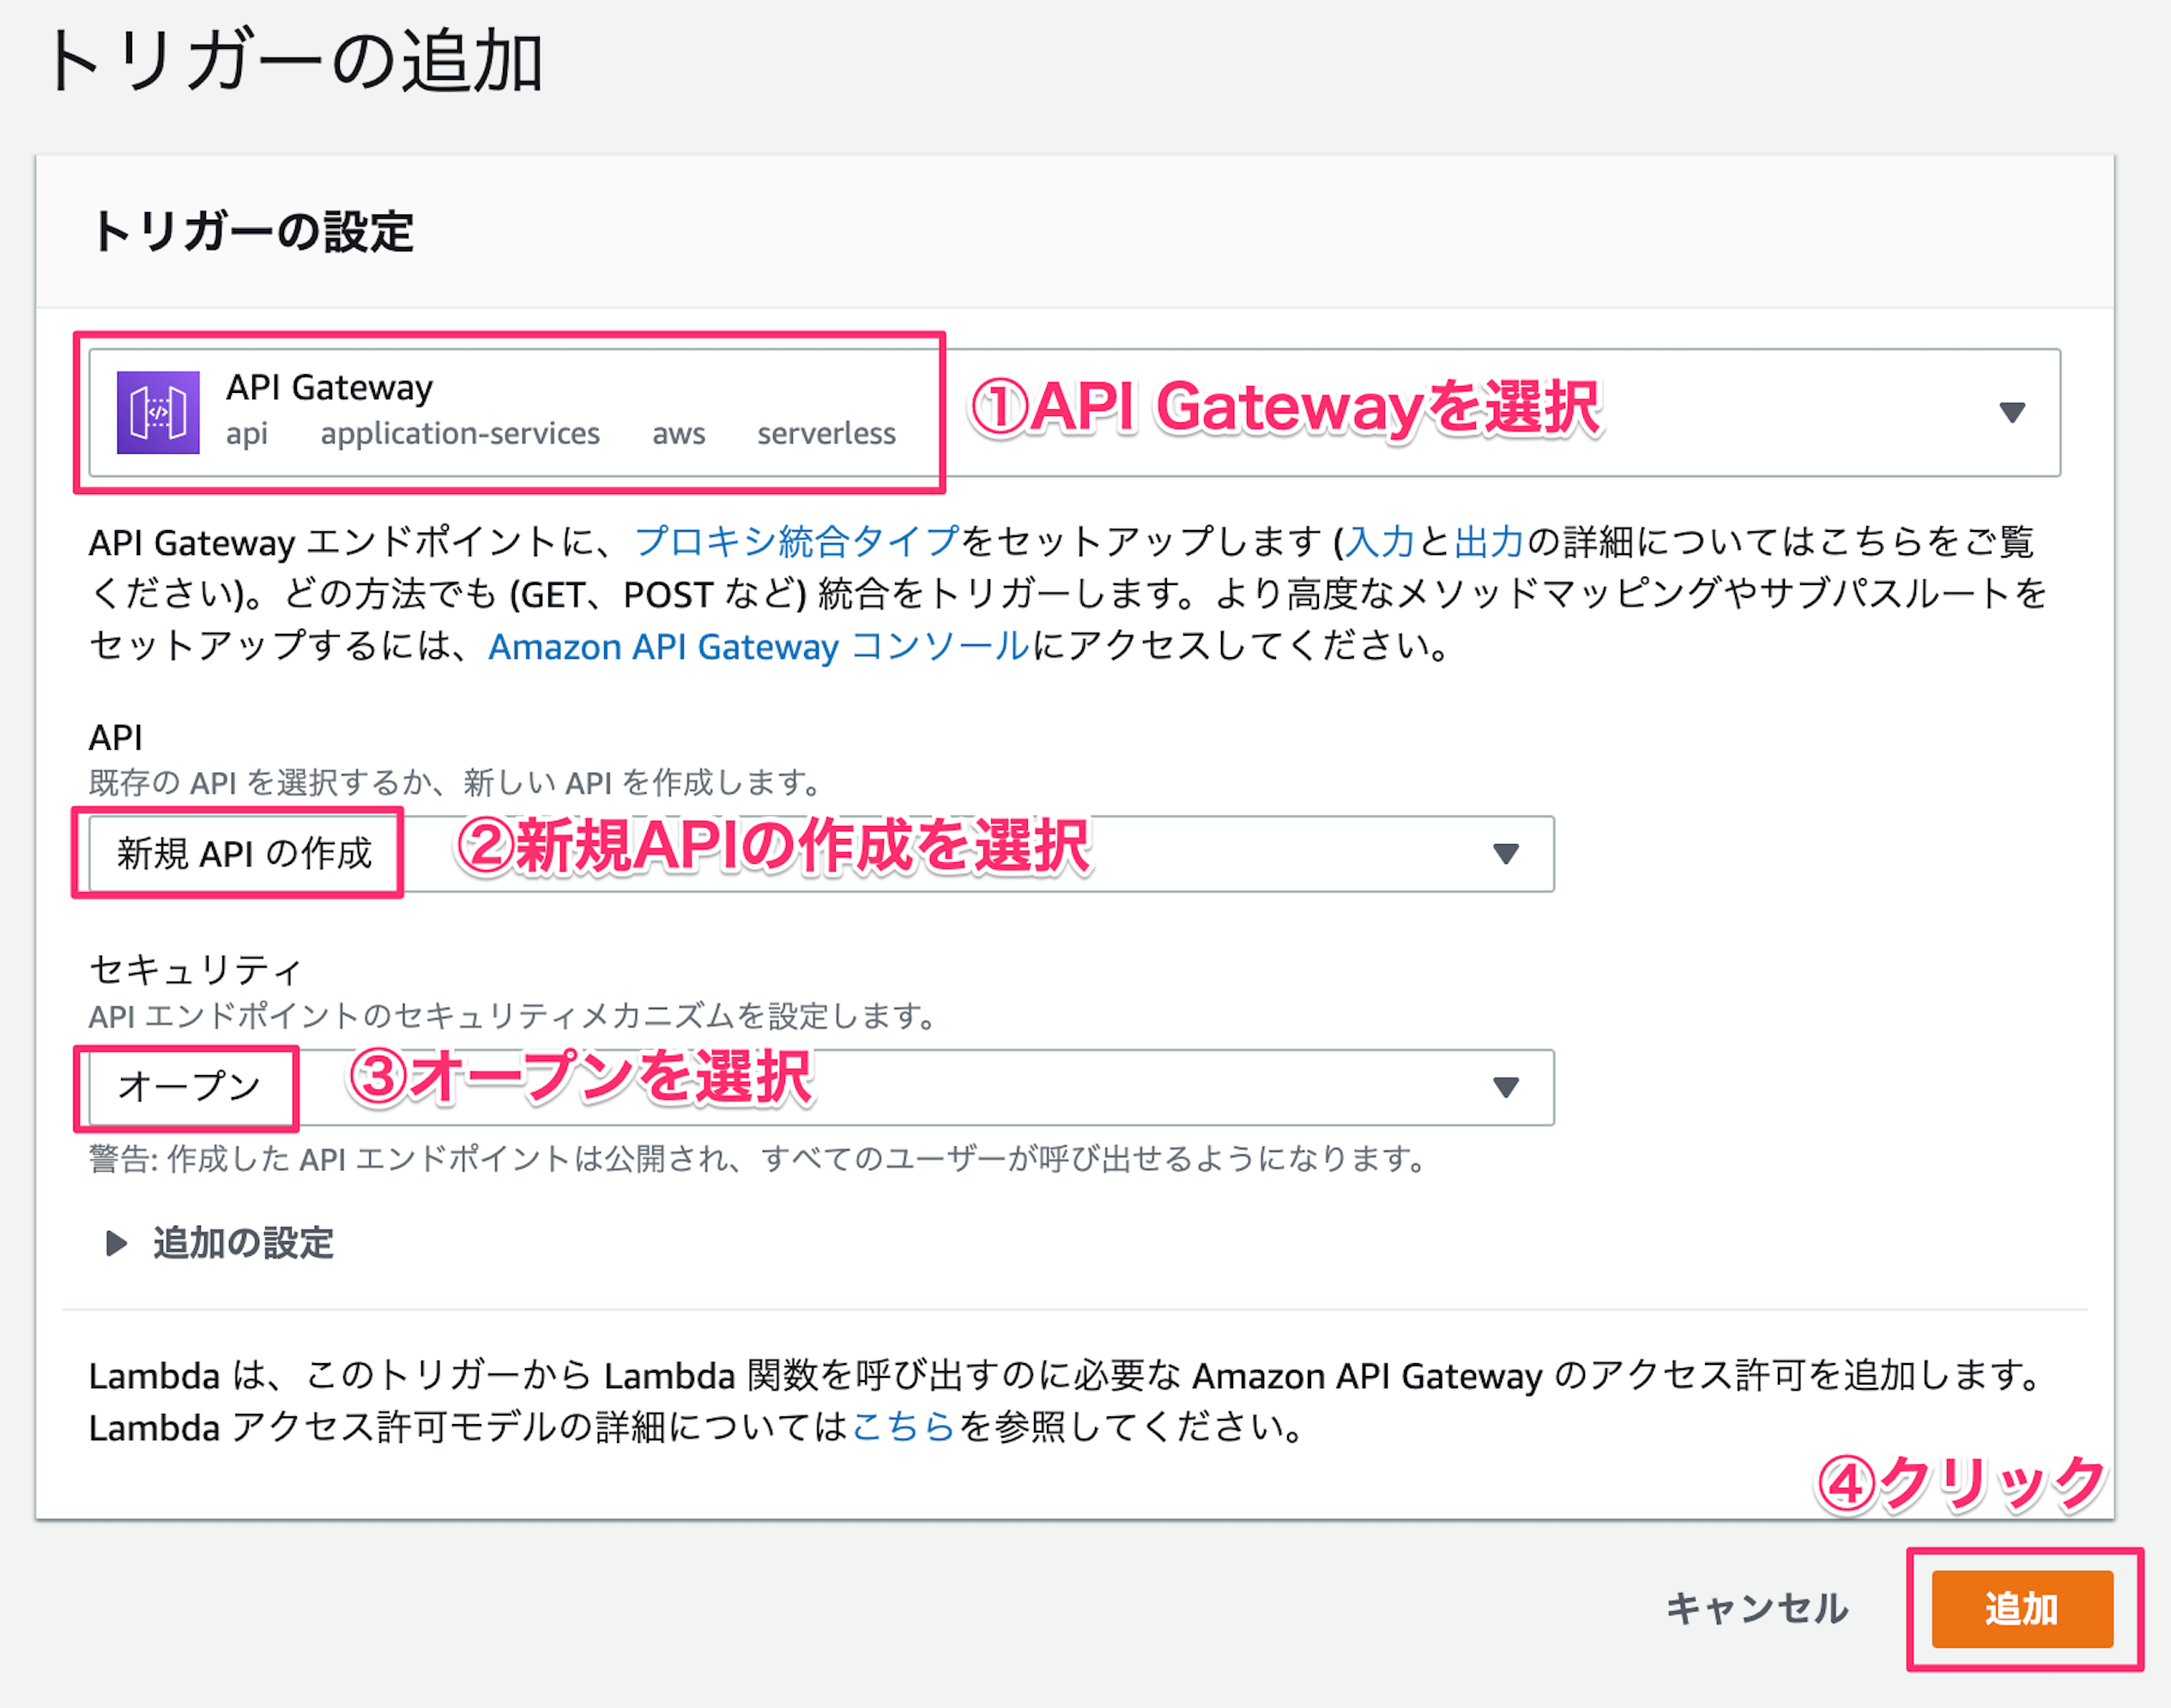 トリガーの追加
トリガーの設定
API Gateway
api application-services aws serverless
①API Gatewayを選択
API Gateway エンドポイントに、プロキシ統合タイプをセットアップします (入力と出力の詳細についてはこちらをご覧
ください)。どの方法でも (GET、POST など) 統合をトリガーします。より高度なメソッドマッピングやサブパスルートを
セットアップするには、Amazon API Gateway コンソールにアクセスしてください。
API
既存の API を選択するか、新しい API を作成します。
新規 API の作成
②新規APIの作成を選択
セキュリティ
API エンドポイントのセキュリティメカニズムを設定します。
オープン
③オープンを選択
警告: 作成した API エンドポイントは公開され、すべてのユーザーが呼び出せるようになります。
追加の設定
Lambda は、このトリガーから Lambda 関数を呼び出すのに必要な Amazon API Gateway のアクセス許可を追加します。
Lambda アクセス許可モデルの詳細についてはこちらを参照してください。
④クリック
キャンセル
追加